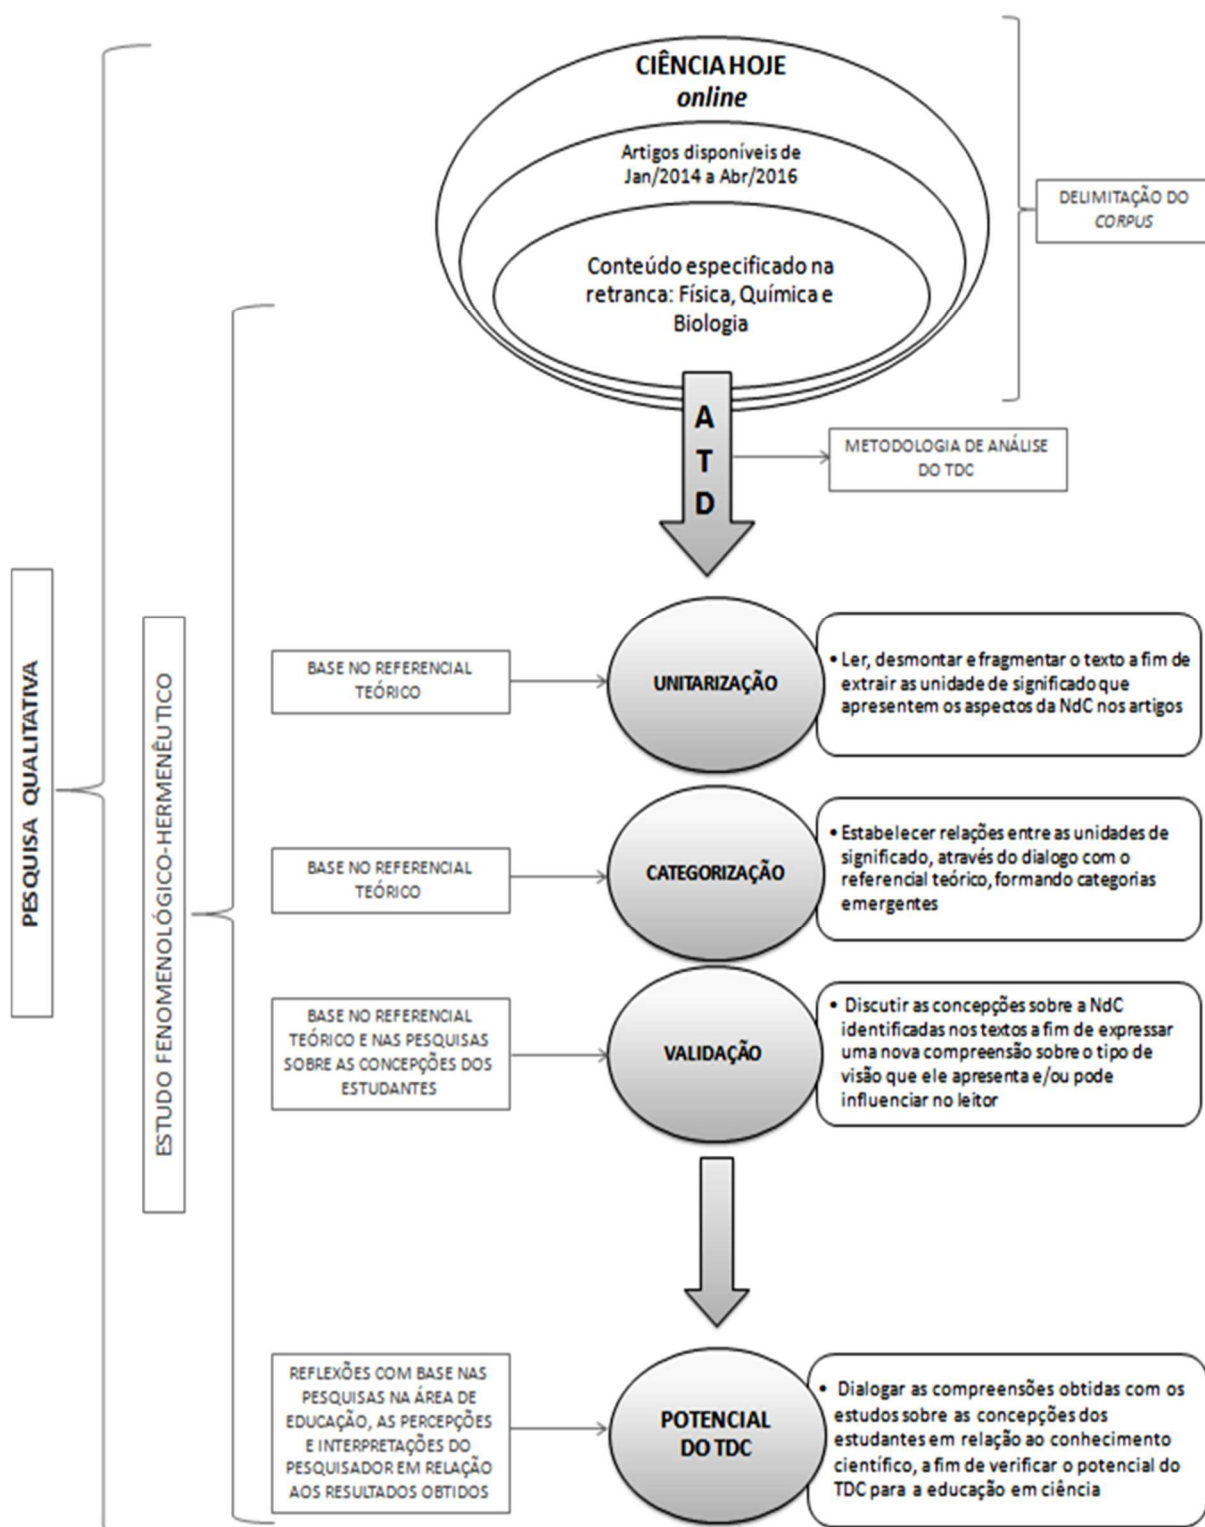 CIÊNCIA HOJE
online
Artigos disponíveis de
Jan/2014 a Abr/2016
Conteúdo especificado na
retranca: Física, Química e
Biologia
DELIMITAÇÃO DO
CORPUS
A
T
D
METODOLOGIA DE ANÁLISE
DO TDC
PESQUISA QUALITATIVA
ESTUDO FENOMENOLÓGICO-HERMENÊUTICO
BASE NO REFERENCIAL
TEÓRICO
UNITARIZAÇÃO
• Ler, desmontar e fragmentar o texto a fim de
extrair as unidade de significado que
apresentem os aspectos da NdC nos artigos
BASE NO REFERENCIAL
TEÓRICO
CATEGORIZAÇÃO
• Estabelecer relações entre as unidades de
significado, através do dialogo com o
referencial teórico, formando categorias
emergentes
BASE NO REFERENCIAL
TEÓRICO E NAS PESQUISAS
SOBRE AS CONCEPÇÕES DOS
ESTUDANTES
VALIDAÇÃO
• Discutir as concepções sobre a NdC
identificadas nos textos a fim de expressar
uma nova compreensão sobre o tipo de
visão que ele apresenta e/ou pode
influenciar no leitor
REFLEXÕES COM BASE NAS
PESQUISAS NA ÁREA DE
EDUCAÇÃO, AS PERCEPÇÕES
E INTERPRETAÇÕES DO
PESQUISADOR EM RELAÇÃO
AOS RESULTADOS OBTIDOS
POTENCIAL
DO TDC
• Dialogar as compreensões obtidas com os
estudos sobre as concepções dos
estudantes em relação ao conhecimento
científico, a fim de verificar o potencial do
TDC para a educação em ciência